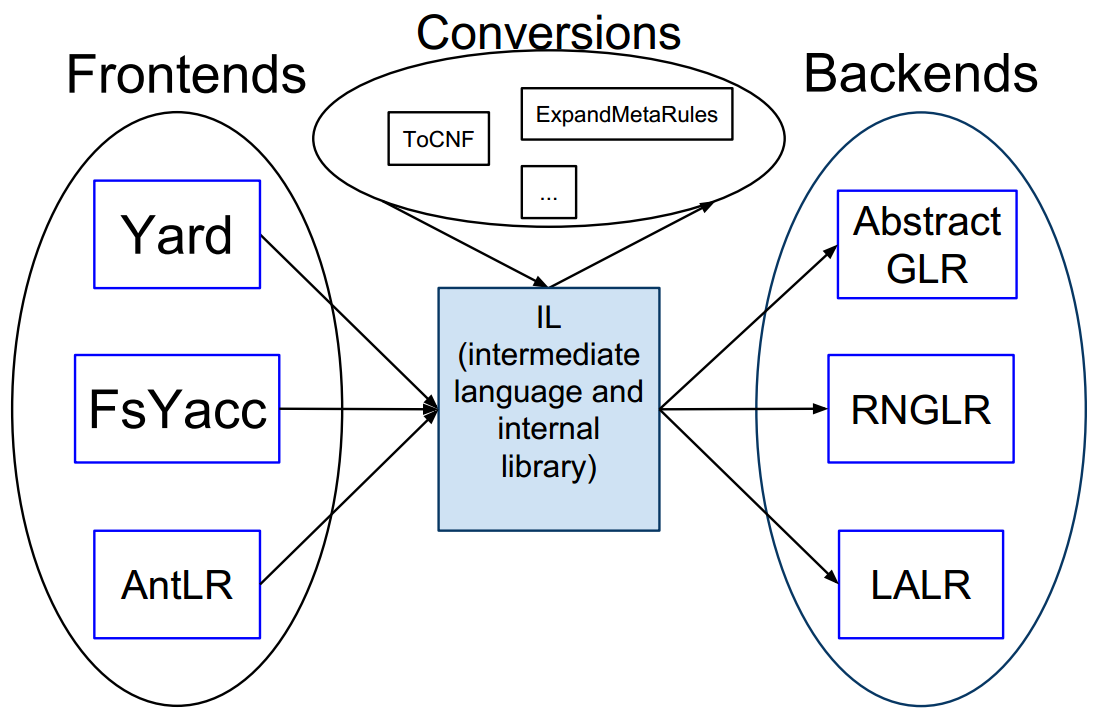 Conversions
Frontends
Backends
ToCNF
ExpandMetaRules
...
Yard
FsYacc
AntLR
IL
(intermediate
language and
internal
library)
Abstract
GLR
RNGLR
LALR